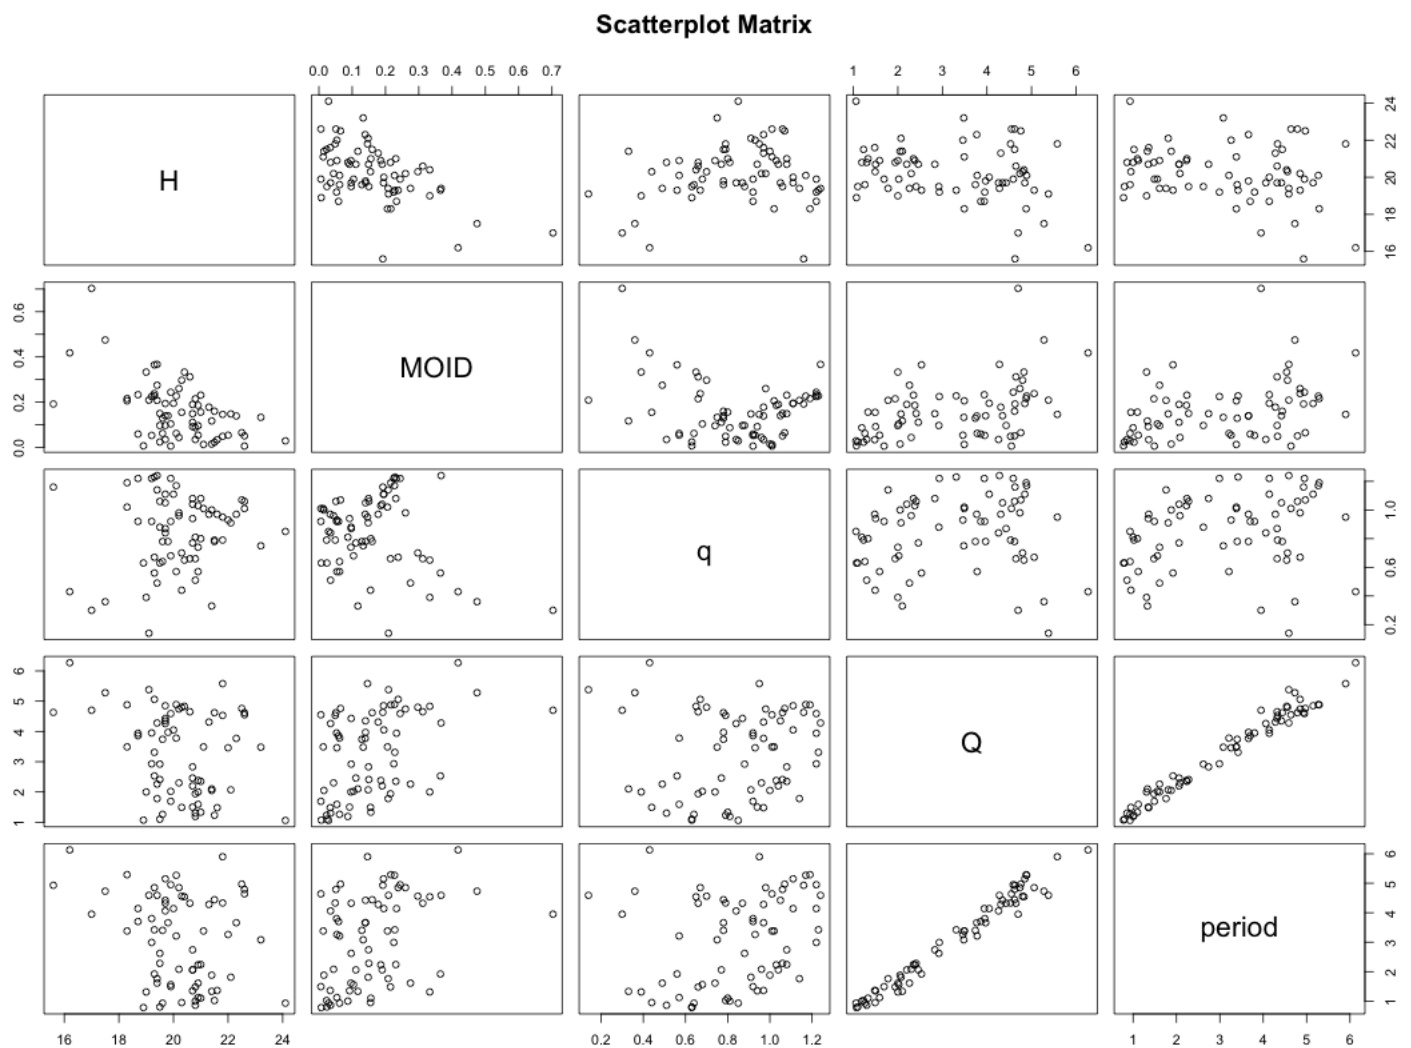 Scatterplot Matrix
0.0 0.1 0.2 0.3 0.4 0.5 0.6 0.7
1 2 3 4 5 6
H
16 18 20 22 24
0.0 0.2 0.4 0.6
MOID
q
0.2 0.6 1.0
1 2 3 4 5 6
Q
period
1 2 3 4 5 6
16 18 20 22 24
0.2 0.4 0.6 0.8 1.0 1.2
1 2 3 4 5 6